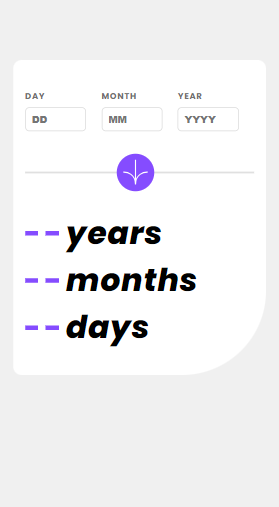 DAY MONTH YEAR
DD MM YYYY
-- years
-- months
-- days